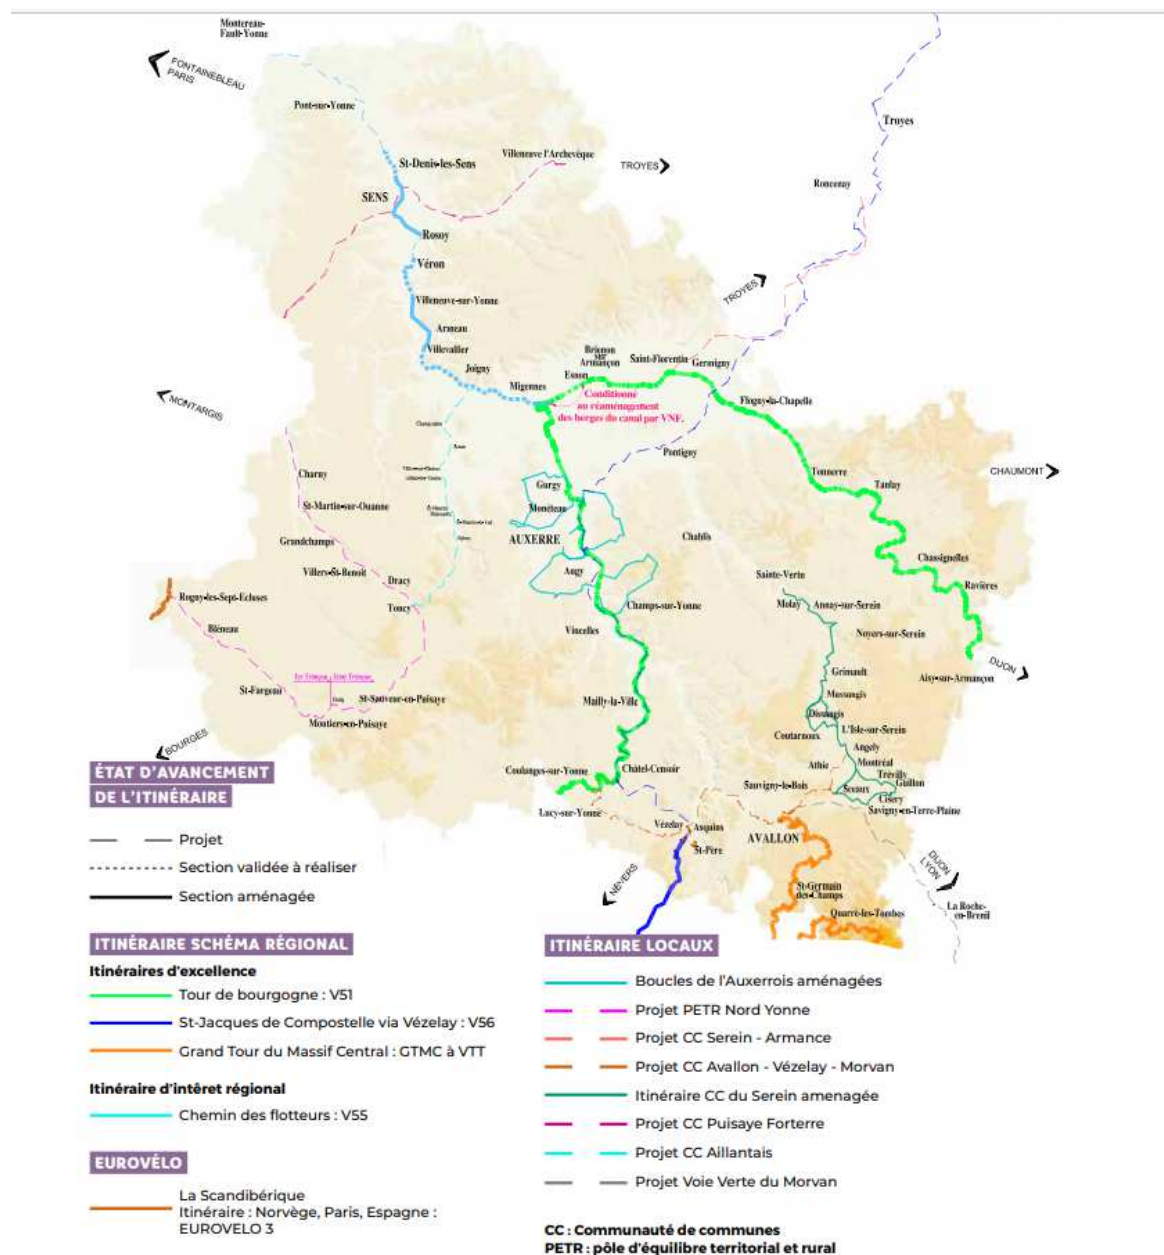 Montereau-
Fault-Yonne
FONTAINEBLEAU
PARIS
Pont-sur-Yonne
Troyes
St-Denis-les-Sens
Villeneuve l'Archevêque
TROYES
SENS
Roncenay
Rosoy
Véron
TROYES
Villeneuve-sur-Yonne
Armeau
Villevallier
Joigny
Brienon
sur
Armançon
Saint-Florentin
Germigny
Esnon
Migennes
MONTARGIS
Conditionné
au réaménagement
des berges du canal par VNF.
Flogny-la-Chapelle
Pontigny
Charny
Tonnerre
CHAUMONT
Tanlay
Gurgy
St-Martin-sur-Ouanne
Monéteau
Grandchamps
AUXERRE
Chablis
Chassignelles
Villers-St-Benoit
Augy
Sainte-Vertu
Dracy
Ravières
Rogny-les-Sept-Ecluses
Toucy
Champs-sur-Yonne
Molay
Annay-sur-Serein
Bléneau
Vincelles
Noyers-sur-Serein
DIJON
Grimault
Aisy-sur-Armançon
St-Fargeau
St-Sauveur-en-Puisaye
Mailly-la-Ville
Massangis
Moutiers-en-Puisaye
Dissangis
L'Isle-sur-Serein
Coutarnoux
BOURGES
Angely
Athie
Montréal
Coulanges-sur-Yonne
Châtel-Censoir
Trévilly
Guillon
Sauvigny-le-Bois
Sceaux
Cisery
Lucy-sur-Yonne
Savigny-en-Terre-Plaine
Vézelay
Asquins
AVALLON
St-Père
NEVERS
DIJON
LYON
St-Germain
des-Champs
La Roche-
en-Brenil
Quarré-les-Tombes
ÉTAT D'AVANCEMENT
DE L'ITINÉRAIRE
Projet
Section validée à réaliser
Section aménagée
ITINÉRAIRE SCHÉMA RÉGIONAL
Itinéraires d'excellence
Tour de bourgogne : V51
St-Jacques de Compostelle via Vézelay : V56
Grand Tour du Massif Central : GTMC à VTT
Itinéraire d'intêret régional
Chemin des flotteurs : V55
EUROVÉLO
La Scandibérique
Itinéraire : Norvège, Paris, Espagne :
EUROVELO 3
ITINÉRAIRE LOCAUX
Boucles de l'Auxerrois aménagées
Projet PETR Nord Yonne
Projet CC Serein - Armance
Projet CC Avallon - Vézelay - Morvan
Itinéraire CC du Serein amenagée
Projet CC Puisaye Forterre
Projet CC Aillantais
Projet Voie Verte du Morvan
CC : Communauté de communes
PETR : pôle d'équilibre territorial et rural